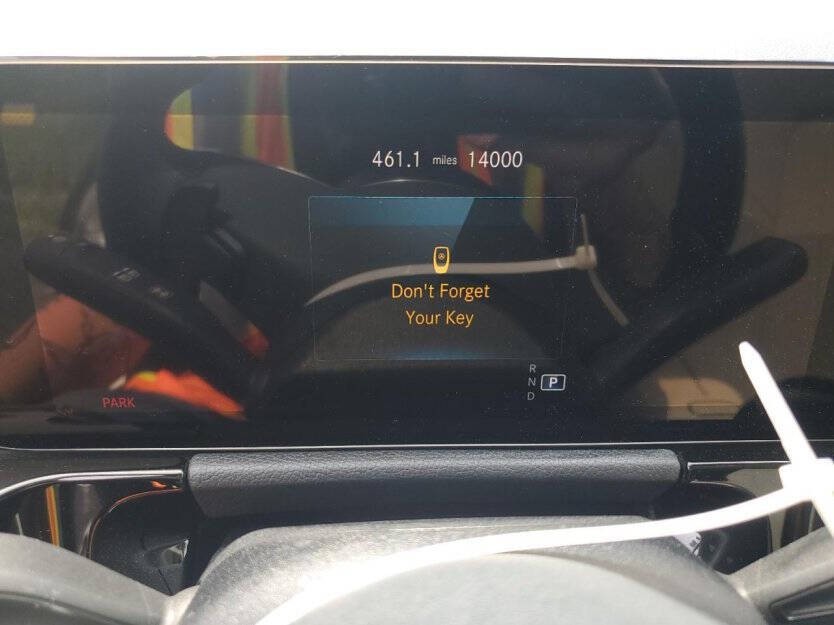 461.1 miles 14000
Don't Forget
Your Key
R
N P
D
PARK